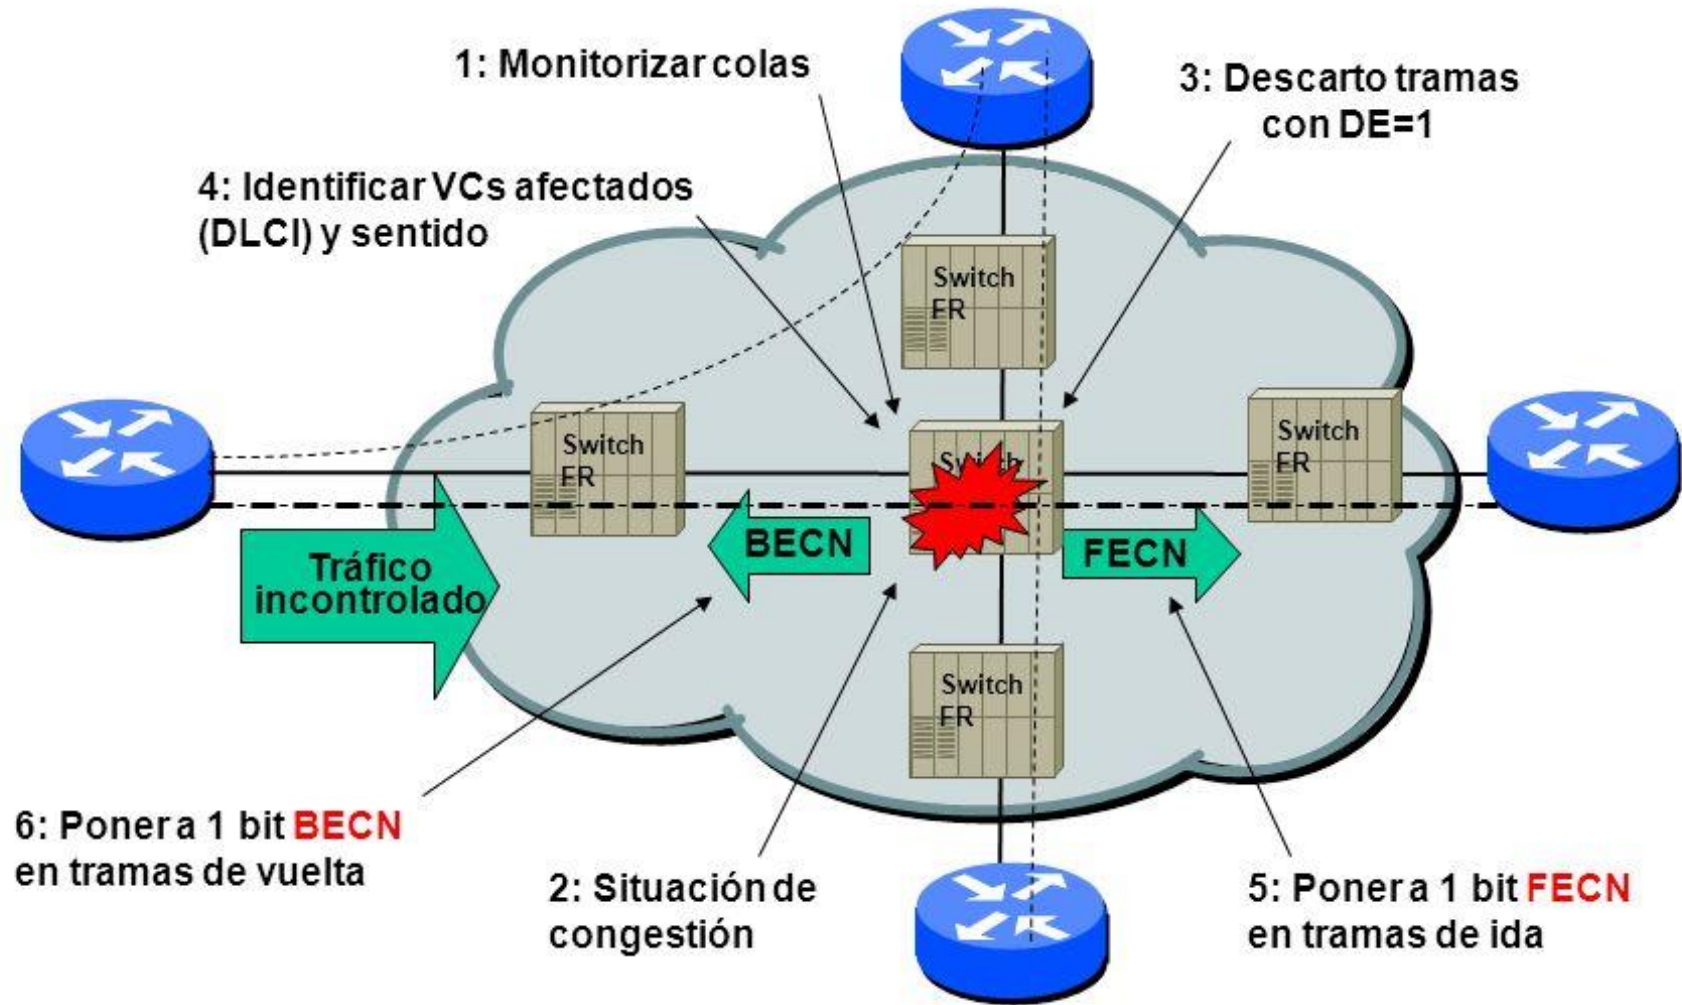 1: Monitorizar colas
3: Descarto tramas
con DE=1
4: Identificar VCs afectados
(DLCI) y sentido
Switch
FR
Switch
FR
Switch
Switch
FR
BECN
FECN
Tráfico
incontrolado
Switch
FR
6: Poner a 1 bit BECN
en tramas de vuelta
2: Situación de
congestión
5: Poner a 1 bit FECN
en tramas de ida